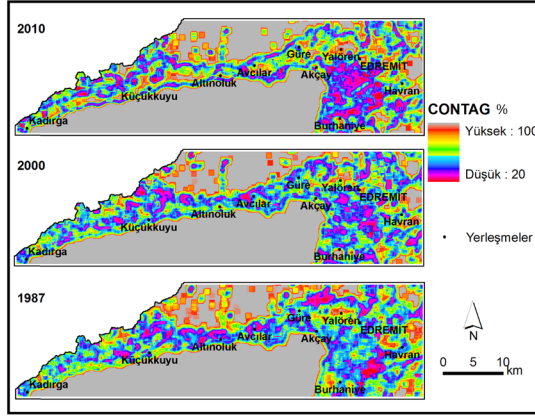 2010
Güre
Yalören
EDREMİT
Avcılar
Akçay
Altınoluk
Havran
Küçükkuyu
Kadırga
Burhaniye
2000
Güre
Yalören
EDREMİT
Avcılar
Akçay
Altınoluk
Havran
Küçükkuyu
Kadırga
Burhaniye
1987
Güre
Yalören
EDREMİT
Avcılar
Akçay
Altınoluk
Havran
Küçükkuyu
Kadırga
Burhaniye
CONTAG %
Yüksek : 100
Düşük : 20
Yerleşmeler
N
0 5 10
km